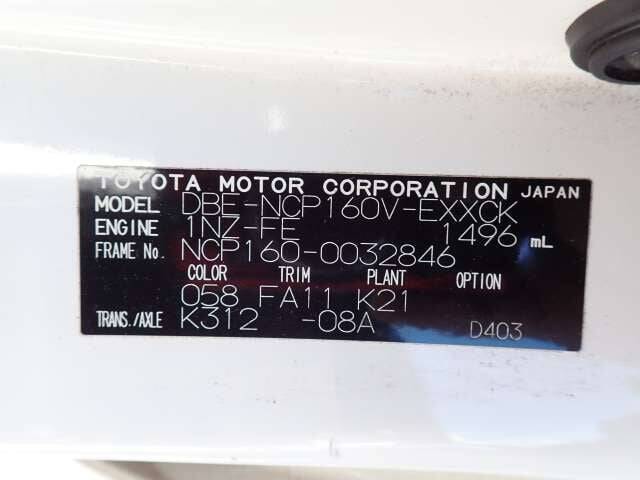 TOYOTA MOTOR CORPORATION JAPAN
MODEL DBE-NCP160V-EXXCK
ENGINE 1NZ-FE 1496 mL
FRAME No. NCP160-0032846
COLOR TRIM PLANT OPTION
058 FA11 K21
TRANS./AXLE K312 -08A D403